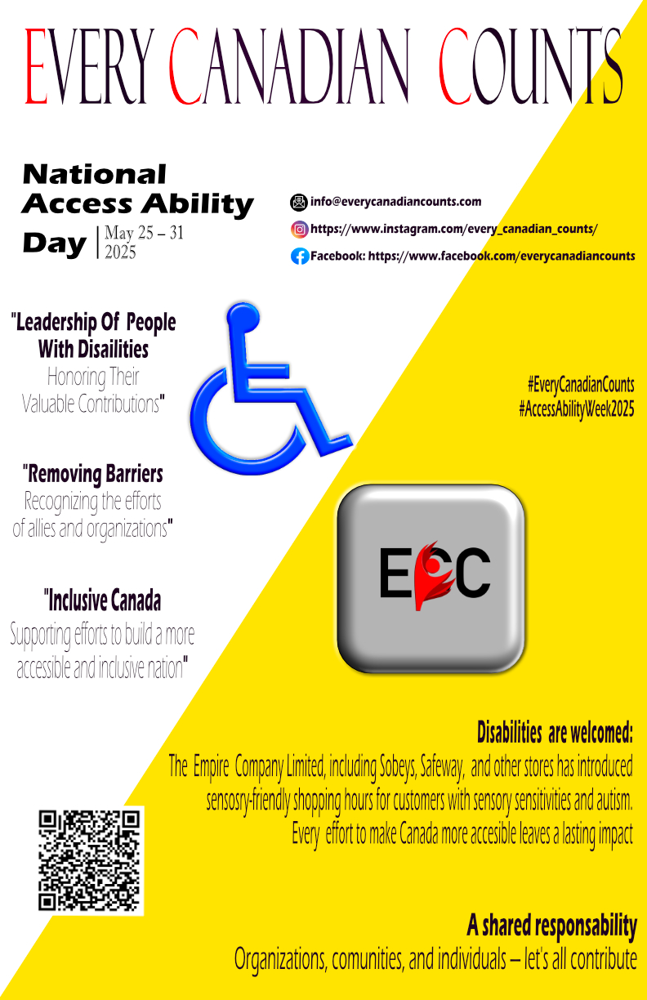 EVERY CANADIAN COUNTS
National
Access Ability
Day
May 25 – 31
2025
info@everycanadiancounts.com
https://www.instagram.com/every_canadian_counts/
Facebook: https://www.facebook.com/everycanadiancounts
"Leadership Of People
With Disailities
Honoring Their
Valuable Contributions"
#EveryCanadianCounts
#AccessAbilityWeek2025
"Removing Barriers
Recognizing the efforts
of allies and organizations"
ECC
"Inclusive Canada
Supporting efforts to build a more
accessible and inclusive nation"
Disabilities are welcomed:
The Empire Company Limited, including Sobeys, Safeway, and other stores has introduced
sensosry-friendly shopping hours for customers with sensory sensitivities and autism.
Every effort to make Canada more accesible leaves a lasting impact
A shared responsability
Organizations, comunities, and individuals – let's all contribute